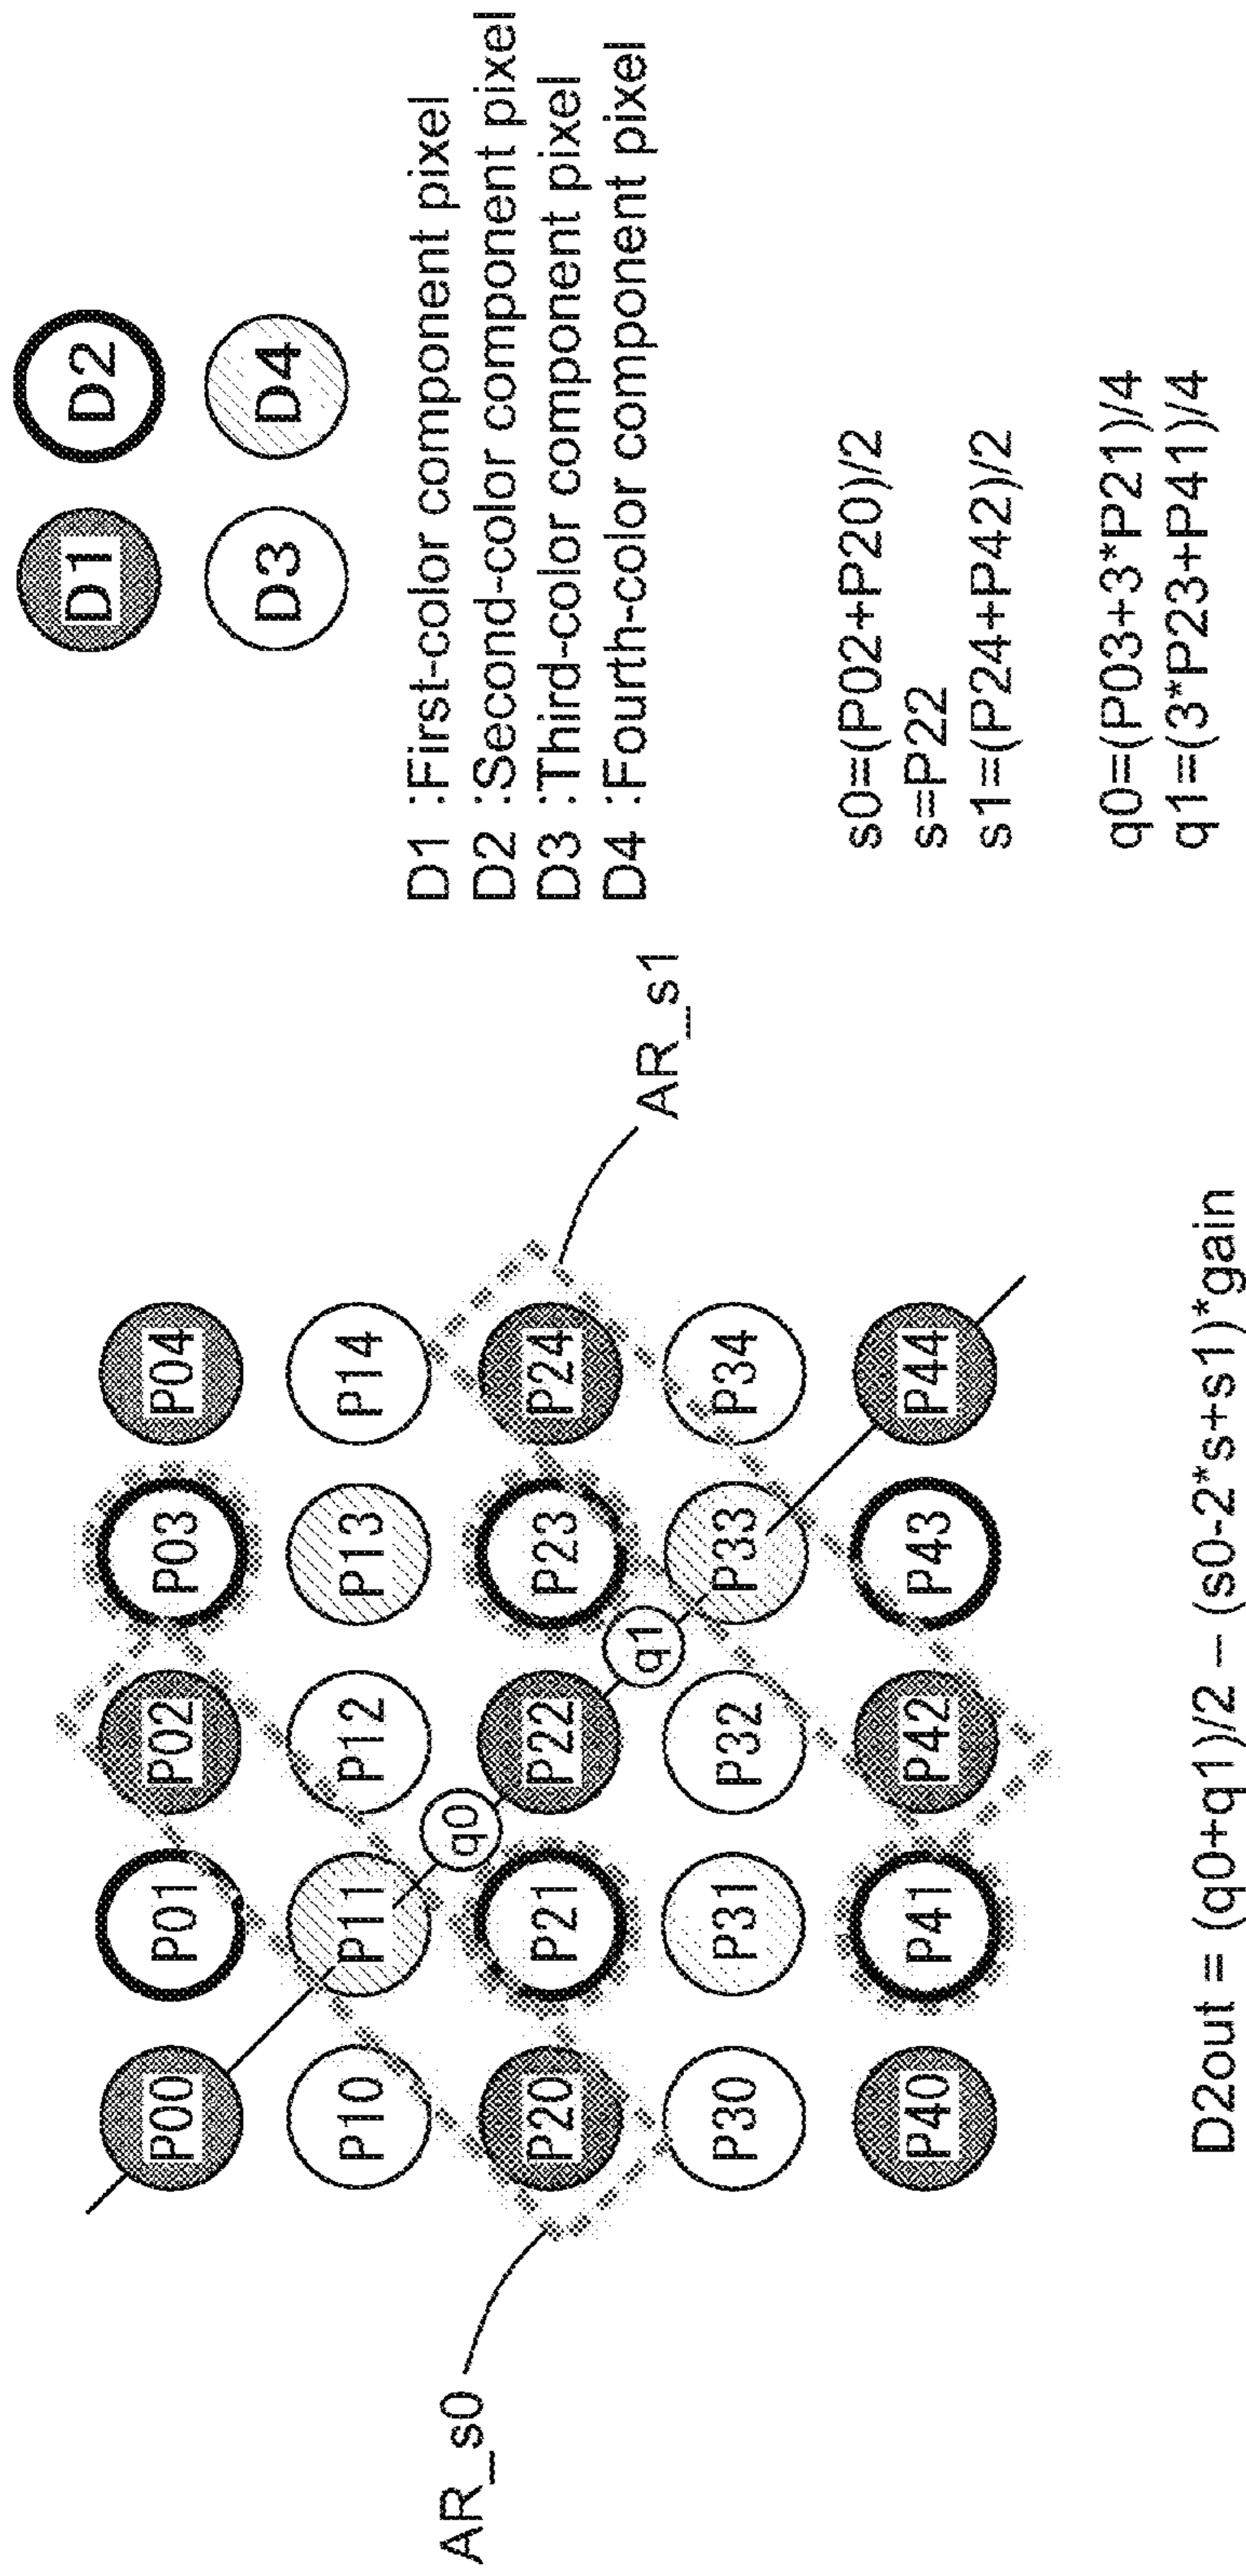 P00 P01 P02 P03 P04
P10 P11 P12 P13 P14
q0
P20 P21 P22 P23 P24
q1
P30 P31 P32 P33 P34
P40 P41 P42 P43 P44
AR_s0
AR_s1
D1 D2
D3 D4
D1 :First-color component pixel
D2 :Second-color component pixel
D3 :Third-color component pixel
D4 :Fourth-color component pixel
s0=(P02+P20)/2
s=P22
s1=(P24+P42)/2
q0=(P03+3*P21)/4
q1=(3*P23+P41)/4
D2out = (q0+q1)/2 – (s0-2*s+s1)*gain